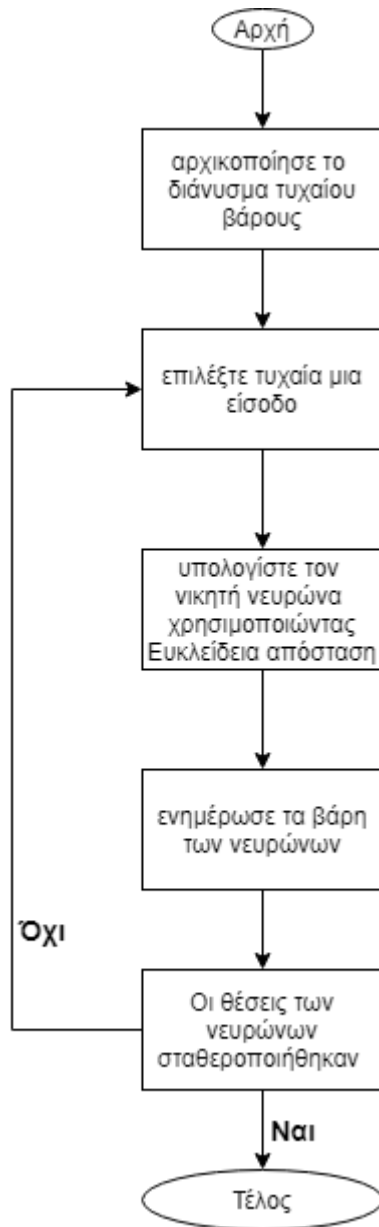 Αρχή
αρχικοποίησε το
διάνυσμα τυχαίου
βάρους
επιλέξτε τυχαία μια
είσοδο
υπολογίστε τον
νικητή νευρώνα
χρησιμοποιώντας
Ευκλείδεια απόσταση
ενημέρωσε τα βάρη
των νευρώνων
Όχι
Οι θέσεις των
νευρώνων
σταθεροποιήθηκαν
Ναι
Τέλος